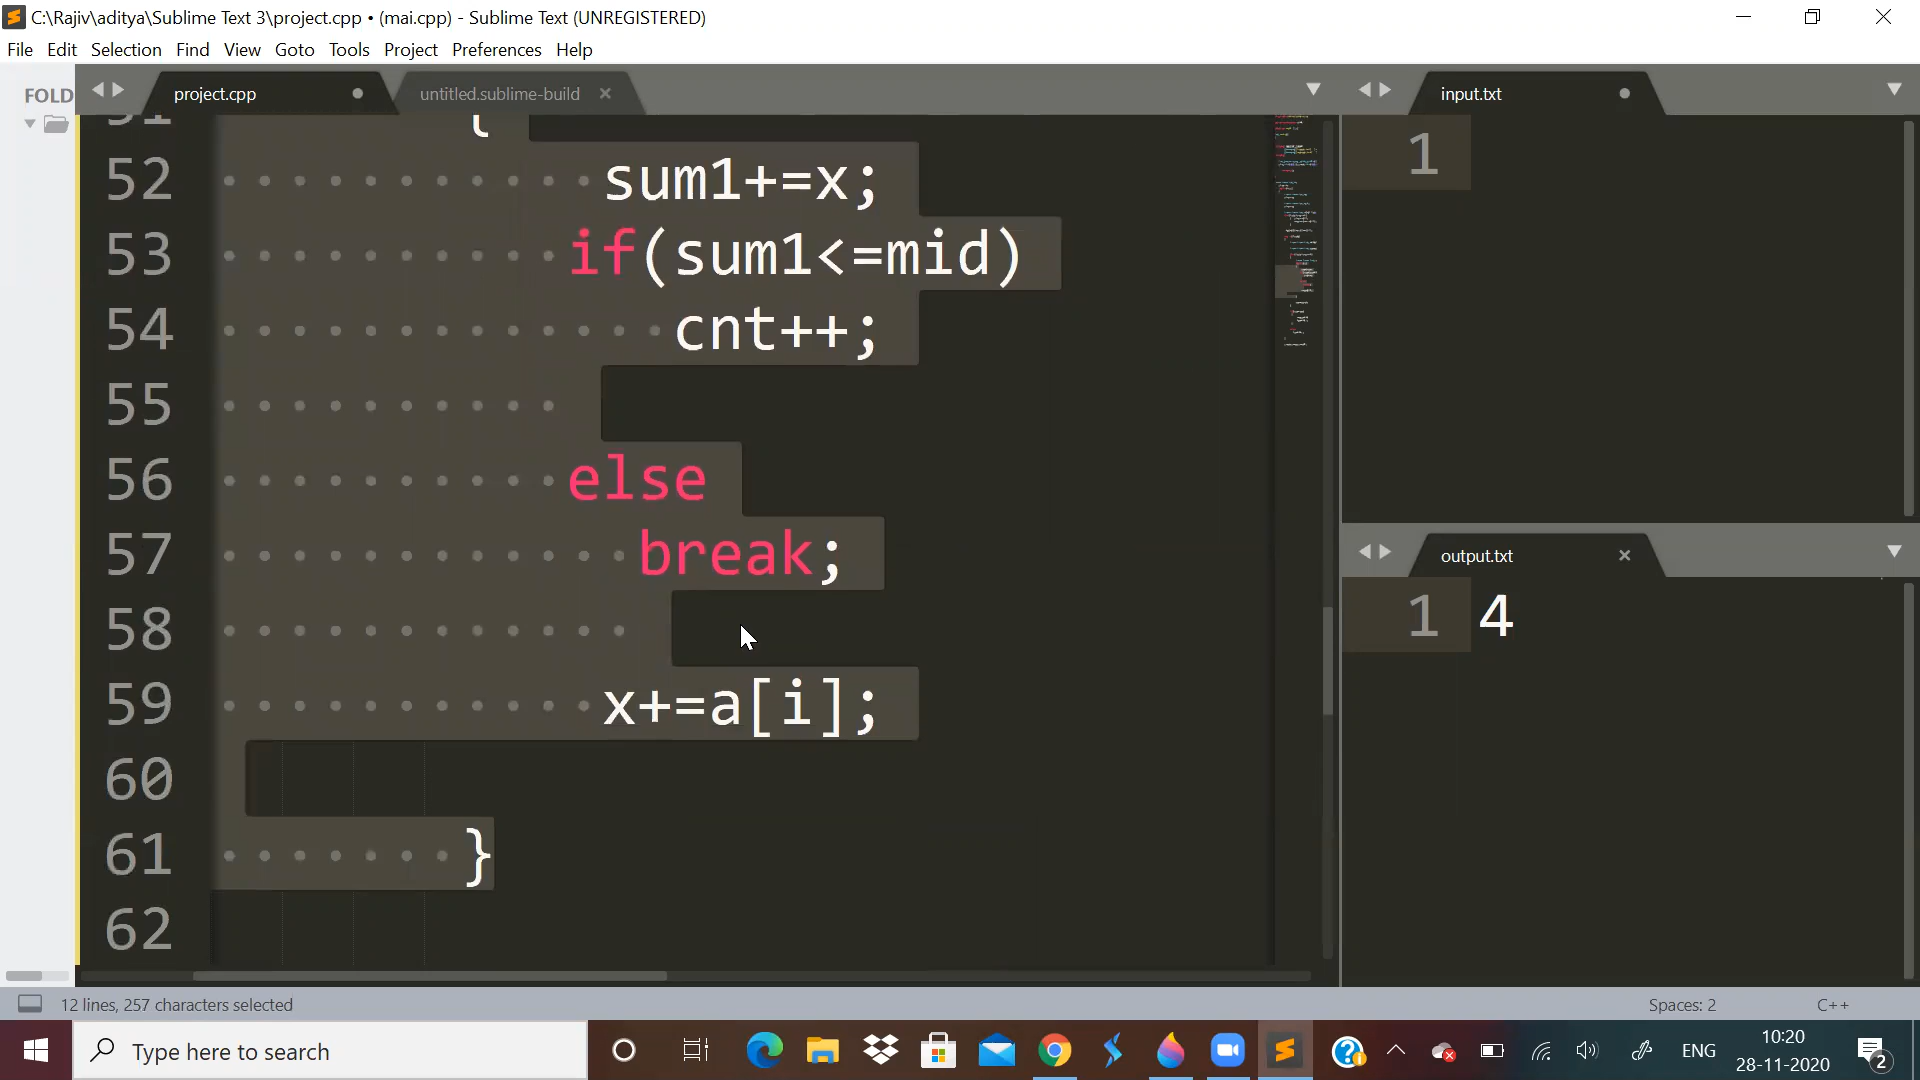 C:\Rajiv\aditya\Sublime Text 3\project.cpp • (mai.cpp) - Sublime Text (UNREGISTERED)
File Edit Selection Find View Goto Tools Project Preferences Help
FOLD
project.cpp
untitled.sublime-build
input.txt
{
52 sum1+=x;
53 if(sum1<=mid)
54 cnt++;
55
56 else
57 break;
58
59 x+=a[i];
60
61 }
62
1
output.txt
1 4
12 lines, 257 characters selected
Spaces: 2
C++
Type here to search
ENG
10:20
28-11-2020
2